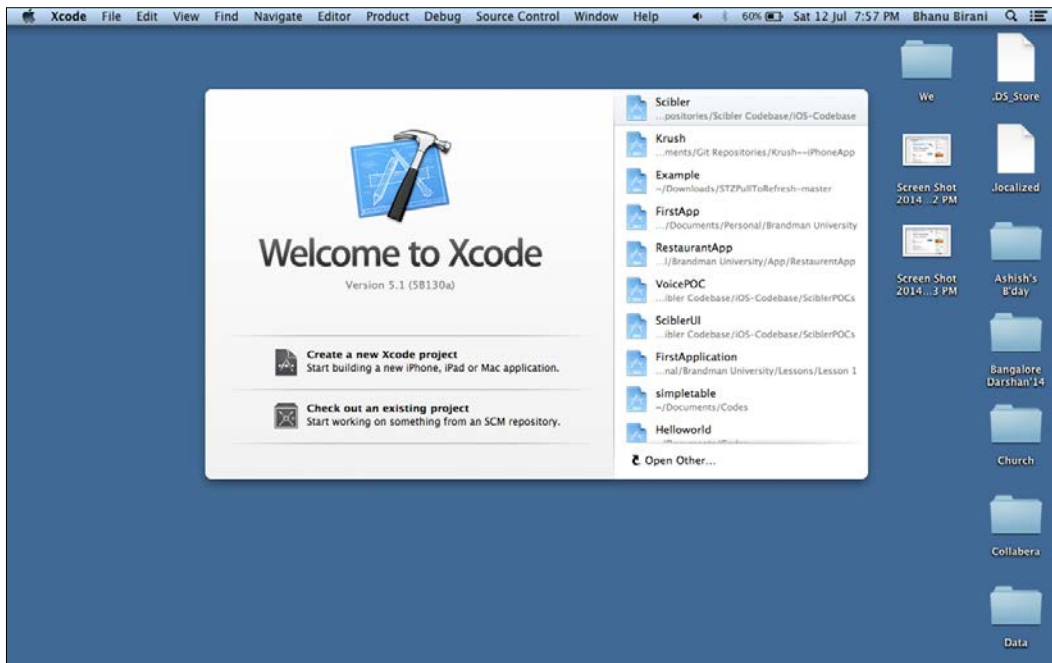 Xcode File Edit View Find Navigate Editor Product Debug Source Control Window Help 60% Sat 12 Jul 7:57 PM Bhanu Birani
Welcome to Xcode
Version 5.1 (5B130a)
Create a new Xcode project
Start building a new iPhone, iPad or Mac application.
Check out an existing project
Start working on something from an SCM repository.
Scibler
...positories/Scibler Codebase/iOS-Codebase
Krush
...ments/Git Repositories/Krush~~iPhoneApp
Example
~/Downloads/STZPullToRefresh-master
FirstApp
.../Documents/Personal/Brandman University
RestaurantApp
...l/Brandman University/App/RestaurentApp
VoicePOC
...ibler Codebase/iOS-Codebase/SciblerPOCs
SciblerUI
...ibler Codebase/iOS-Codebase/SciblerPOCs
FirstApplication
...nal/Brandman University/Lessons/Lesson 1
simpletable
~/Documents/Codes
Helloworld
Open Other...
We
.DS_Store
Screen Shot
2014...2 PM
.localized
Screen Shot
2014...3 PM
Ashish's
B'day
Bangalore
Darshan'14
Church
Collabera
Data